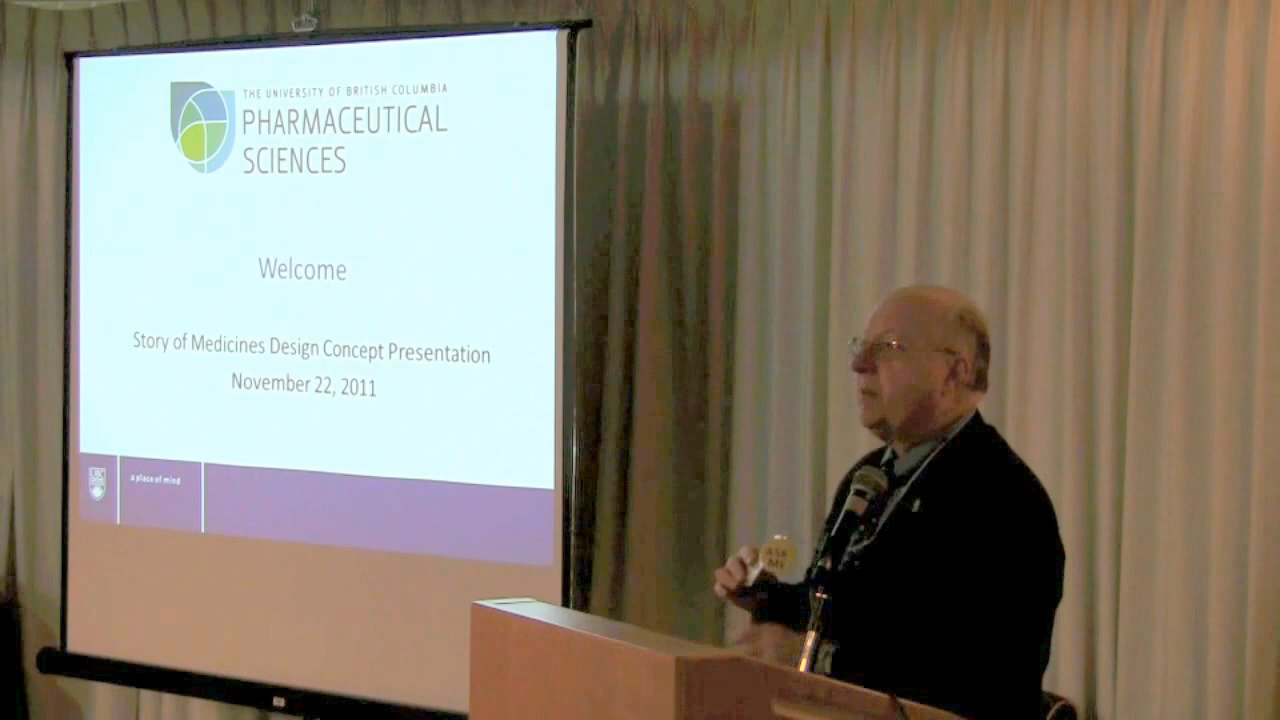 THE UNIVERSITY OF BRITISH COLUMBIA
PHARMACEUTICAL
SCIENCES
Welcome
Story of Medicines Design Concept Presentation
November 22, 2011
UBC
a place of mind
ASK
ME